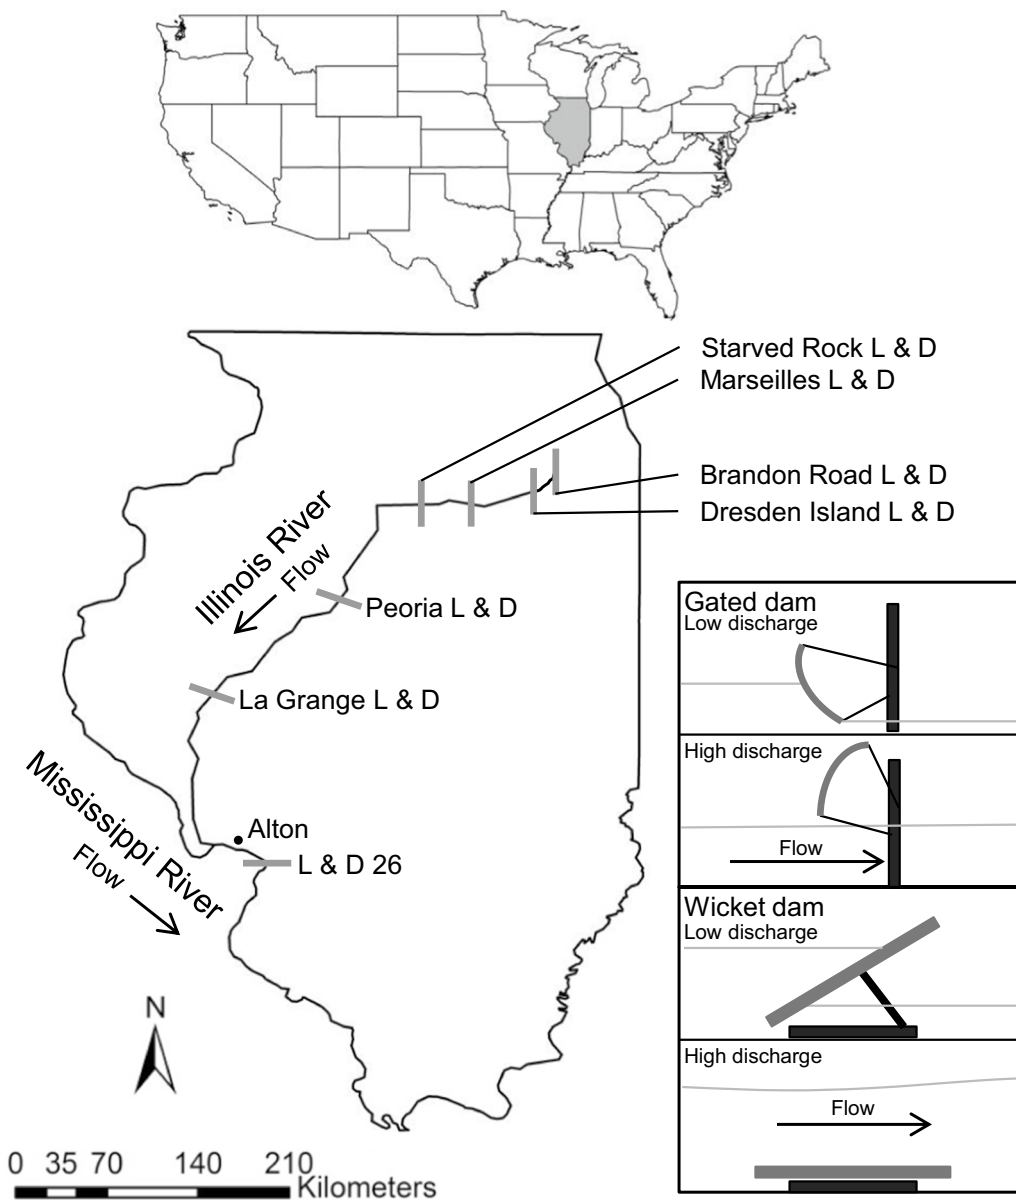 Starved Rock L & D
Marseilles L & D
Brandon Road L & D
Dresden Island L & D
Illinois River
Flow
Peoria L & D
La Grange L & D
Mississippi River
Flow
Alton
L & D 26
N
0 35 70 140 210
Kilometers
Gated dam
Low discharge
High discharge
Flow
Wicket dam
Low discharge
High discharge
Flow